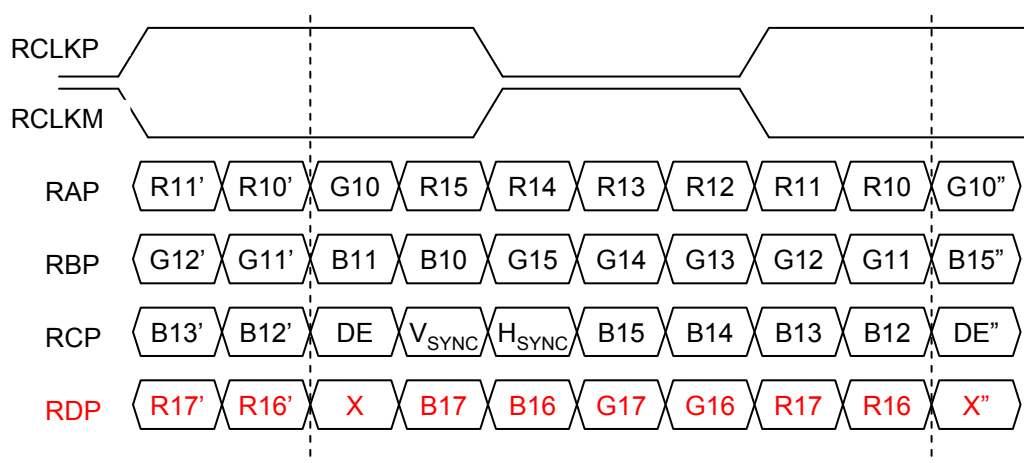 RCLKP
RCLKM
RAP R11’ R10’ G10 R15 R14 R13 R12 R11 R10 G10”
RBP G12’ G11’ B11 B10 G15 G14 G13 G12 G11 B15”
RCP B13’ B12’ DE VSYNC HSYNC B15 B14 B13 B12 DE”
RDP R17’ R16’ X B17 B16 G17 G16 R17 R16 X”